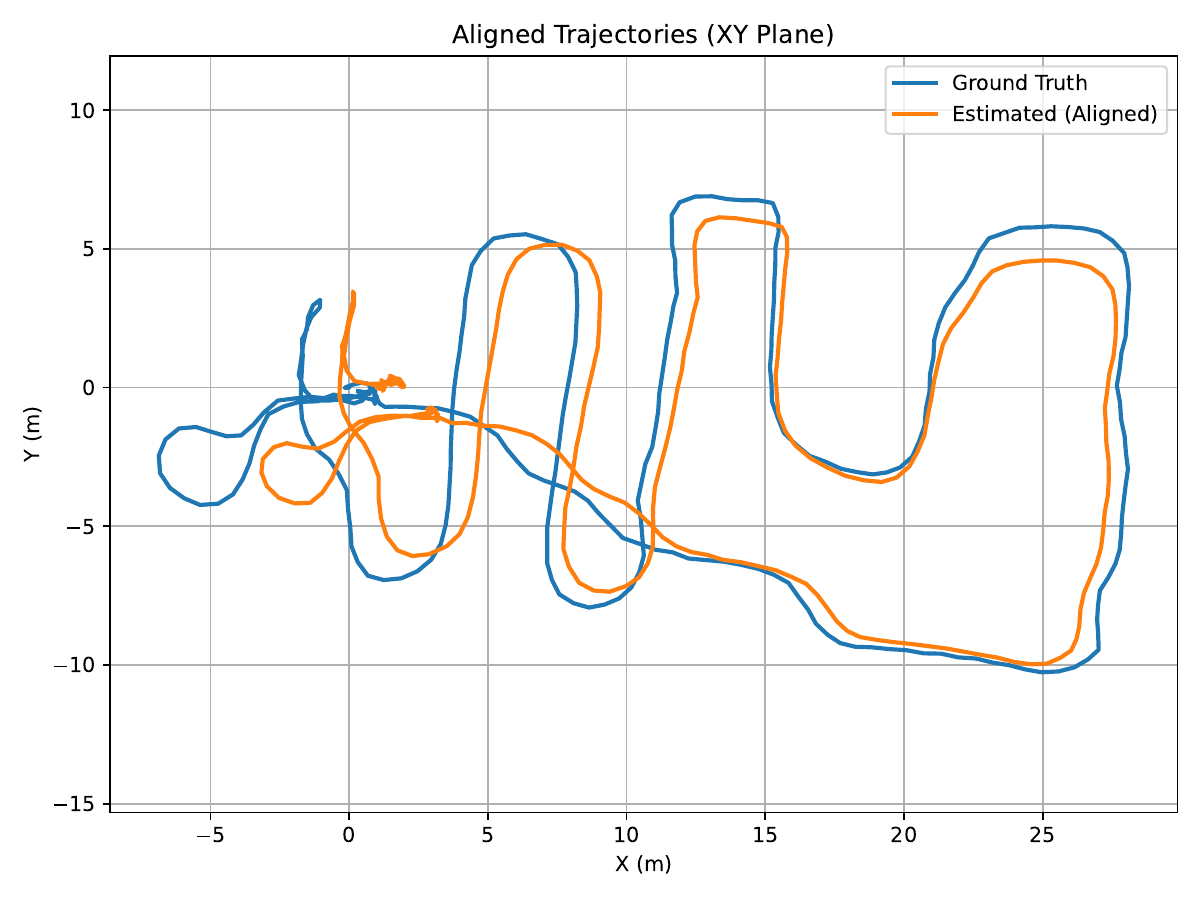 Aligned Trajectories (XY Plane)
Ground Truth
Estimated (Aligned)
10
5
0
−5
−10
−15
Y (m)
−5
0
5
10
15
20
25
X (m)